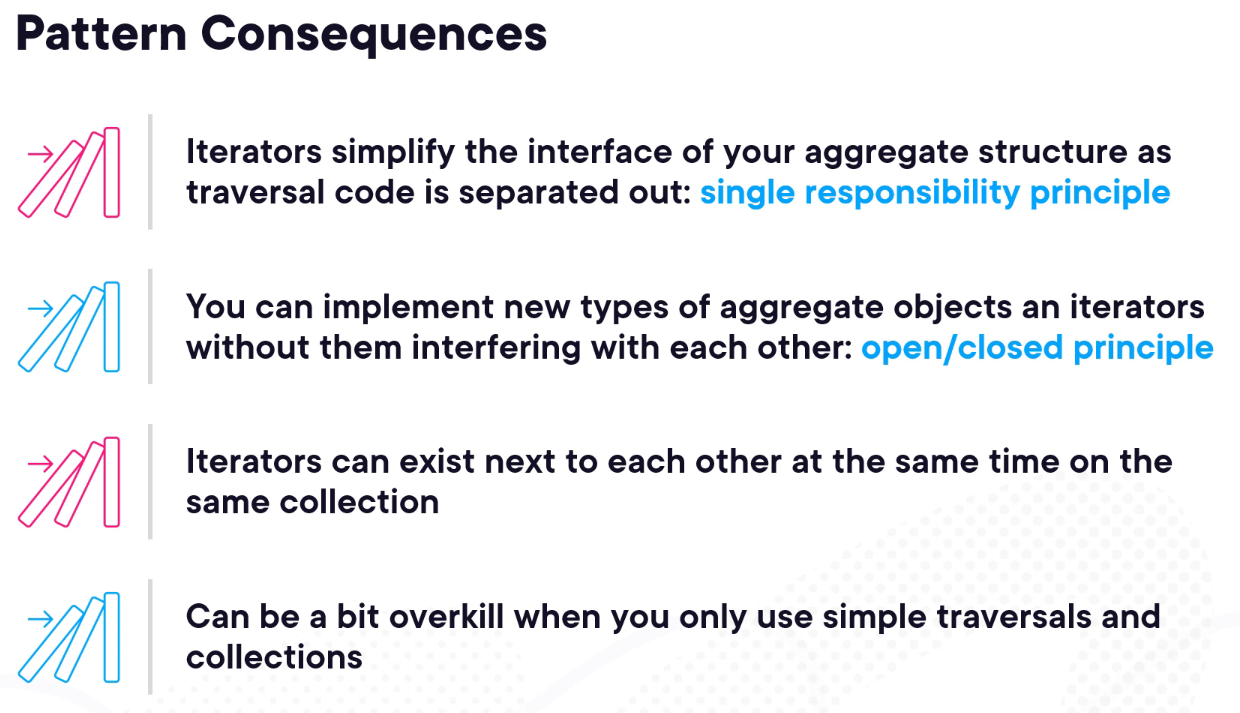 Pattern Consequences
Iterators simplify the interface of your aggregate structure as
traversal code is separated out: single responsibility principle
You can implement new types of aggregate objects an iterators
without them interfering with each other: open/closed principle
Iterators can exist next to each other at the same time on the
same collection
Can be a bit overkill when you only use simple traversals and
collections